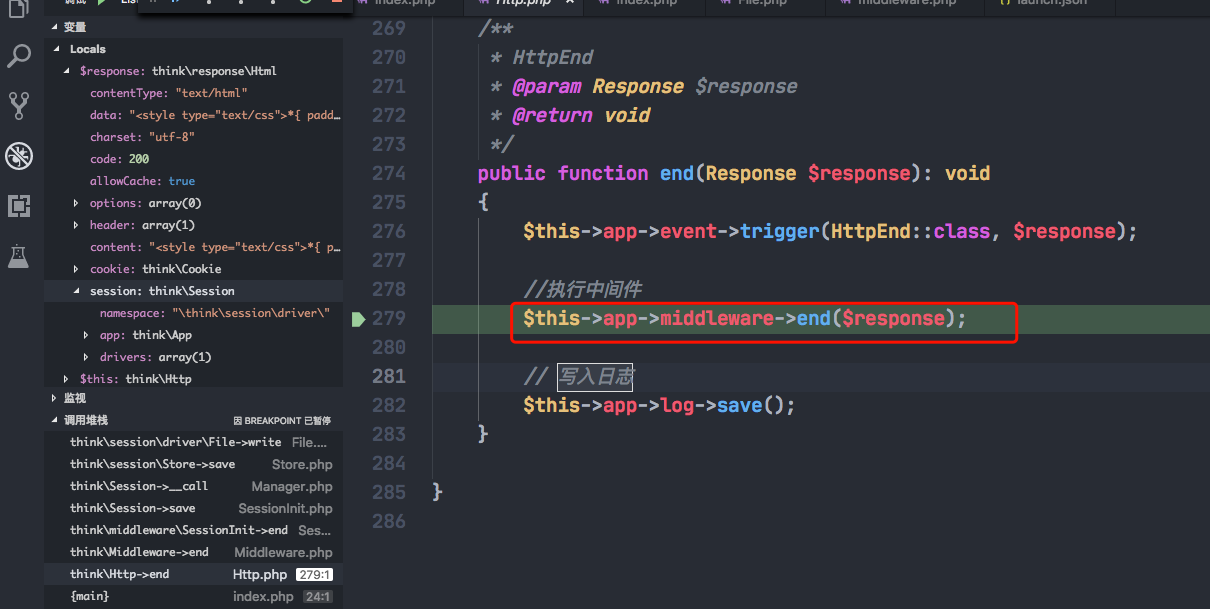 调试
index.php
Http.php
index.php
File.php
middleware.php
launch.json
变量
Locals
$response: think\response\Html
contentType: "text/html"
data: "<style type="text/css">*{ padd…
charset: "utf-8"
code: 200
allowCache: true
options: array(0)
header: array(1)
content: "<style type="text/css">*{ p…
cookie: think\Cookie
session: think\Session
namespace: "\think\session\driver\"
app: think\App
drivers: array(1)
$this: think\Http
监视
调用堆栈 因 BREAKPOINT 已暂停
think\session\driver\File->write File.…
think\session\Store->save Store.php
think\Session->__call Manager.php
think\Session->save SessionInit.php
think\middleware\SessionInit->end Ses…
think\Middleware->end Middleware.php
think\Http->end Http.php 279:1
{main} index.php 24:1
269 /**
270 * HttpEnd
271 * @param Response $response
272 * @return void
273 */
274 public function end(Response $response): void
275 {
276 $this->app->event->trigger(HttpEnd::class, $response);
277
278 //执行中间件
279 $this->app->middleware->end($response);
280
281 // 写入日志
282 $this->app->log->save();
283 }
284
285 }
286